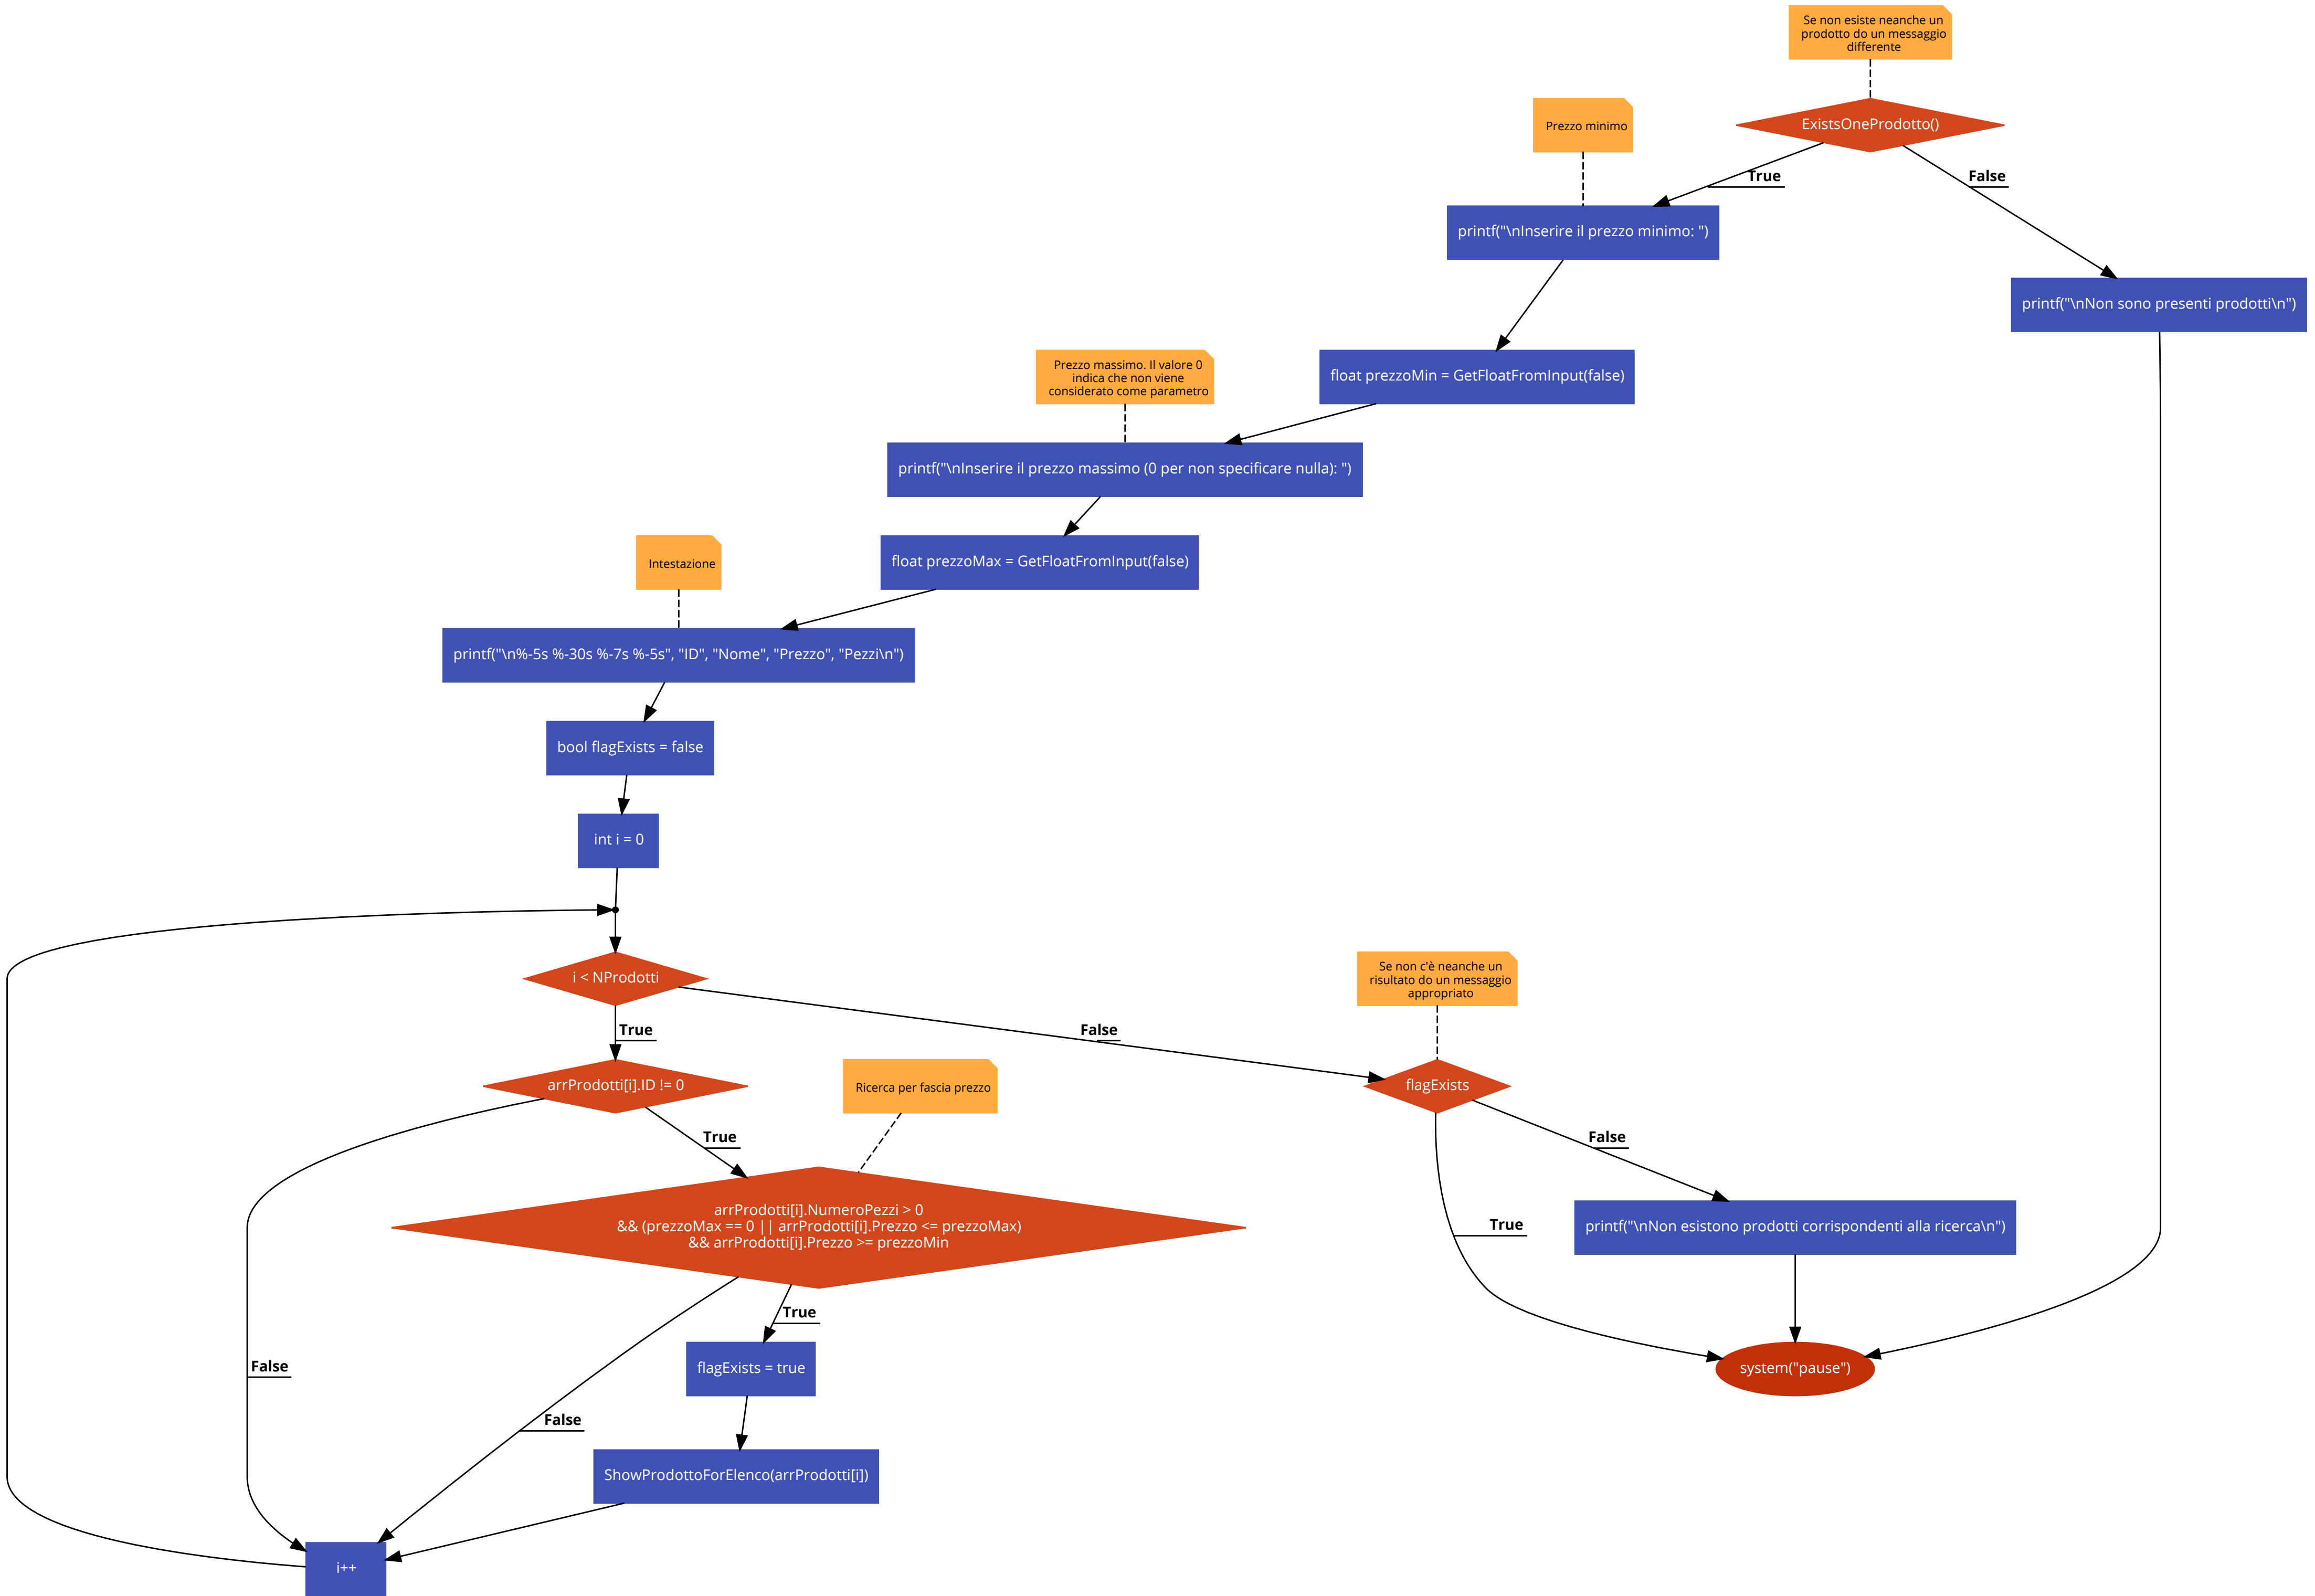 Se non esiste neanche un
prodotto do un messaggio
differente
ExistsOneProdotto()
Prezzo minimo
True
False
printf("\nInserire il prezzo minimo: ")
printf("\nNon sono presenti prodotti\n")
float prezzoMin = GetFloatFromInput(false)
Prezzo massimo. Il valore 0
indica che non viene
considerato come parametro
printf("\nInserire il prezzo massimo (0 per non specificare nulla): ")
float prezzoMax = GetFloatFromInput(false)
Intestazione
printf("\n%-5s %-30s %-7s %-5s", "ID", "Nome", "Prezzo", "Pezzi\n")
bool flagExists = false
int i = 0
i < NProdotti
Se non c'è neanche un
risultato do un messaggio
appropriato
True
False
arrProdotti[i].ID != 0
Ricerca per fascia prezzo
flagExists
True
False
arrProdotti[i].NumeroPezzi > 0
&& (prezzoMax == 0 || arrProdotti[i].Prezzo <= prezzoMax)
&& arrProdotti[i].Prezzo >= prezzoMin
True
printf("\nNon esistono prodotti corrispondenti alla ricerca\n")
True
False
flagExists = true
system("pause")
False
ShowProdottoForElenco(arrProdotti[i])
i++